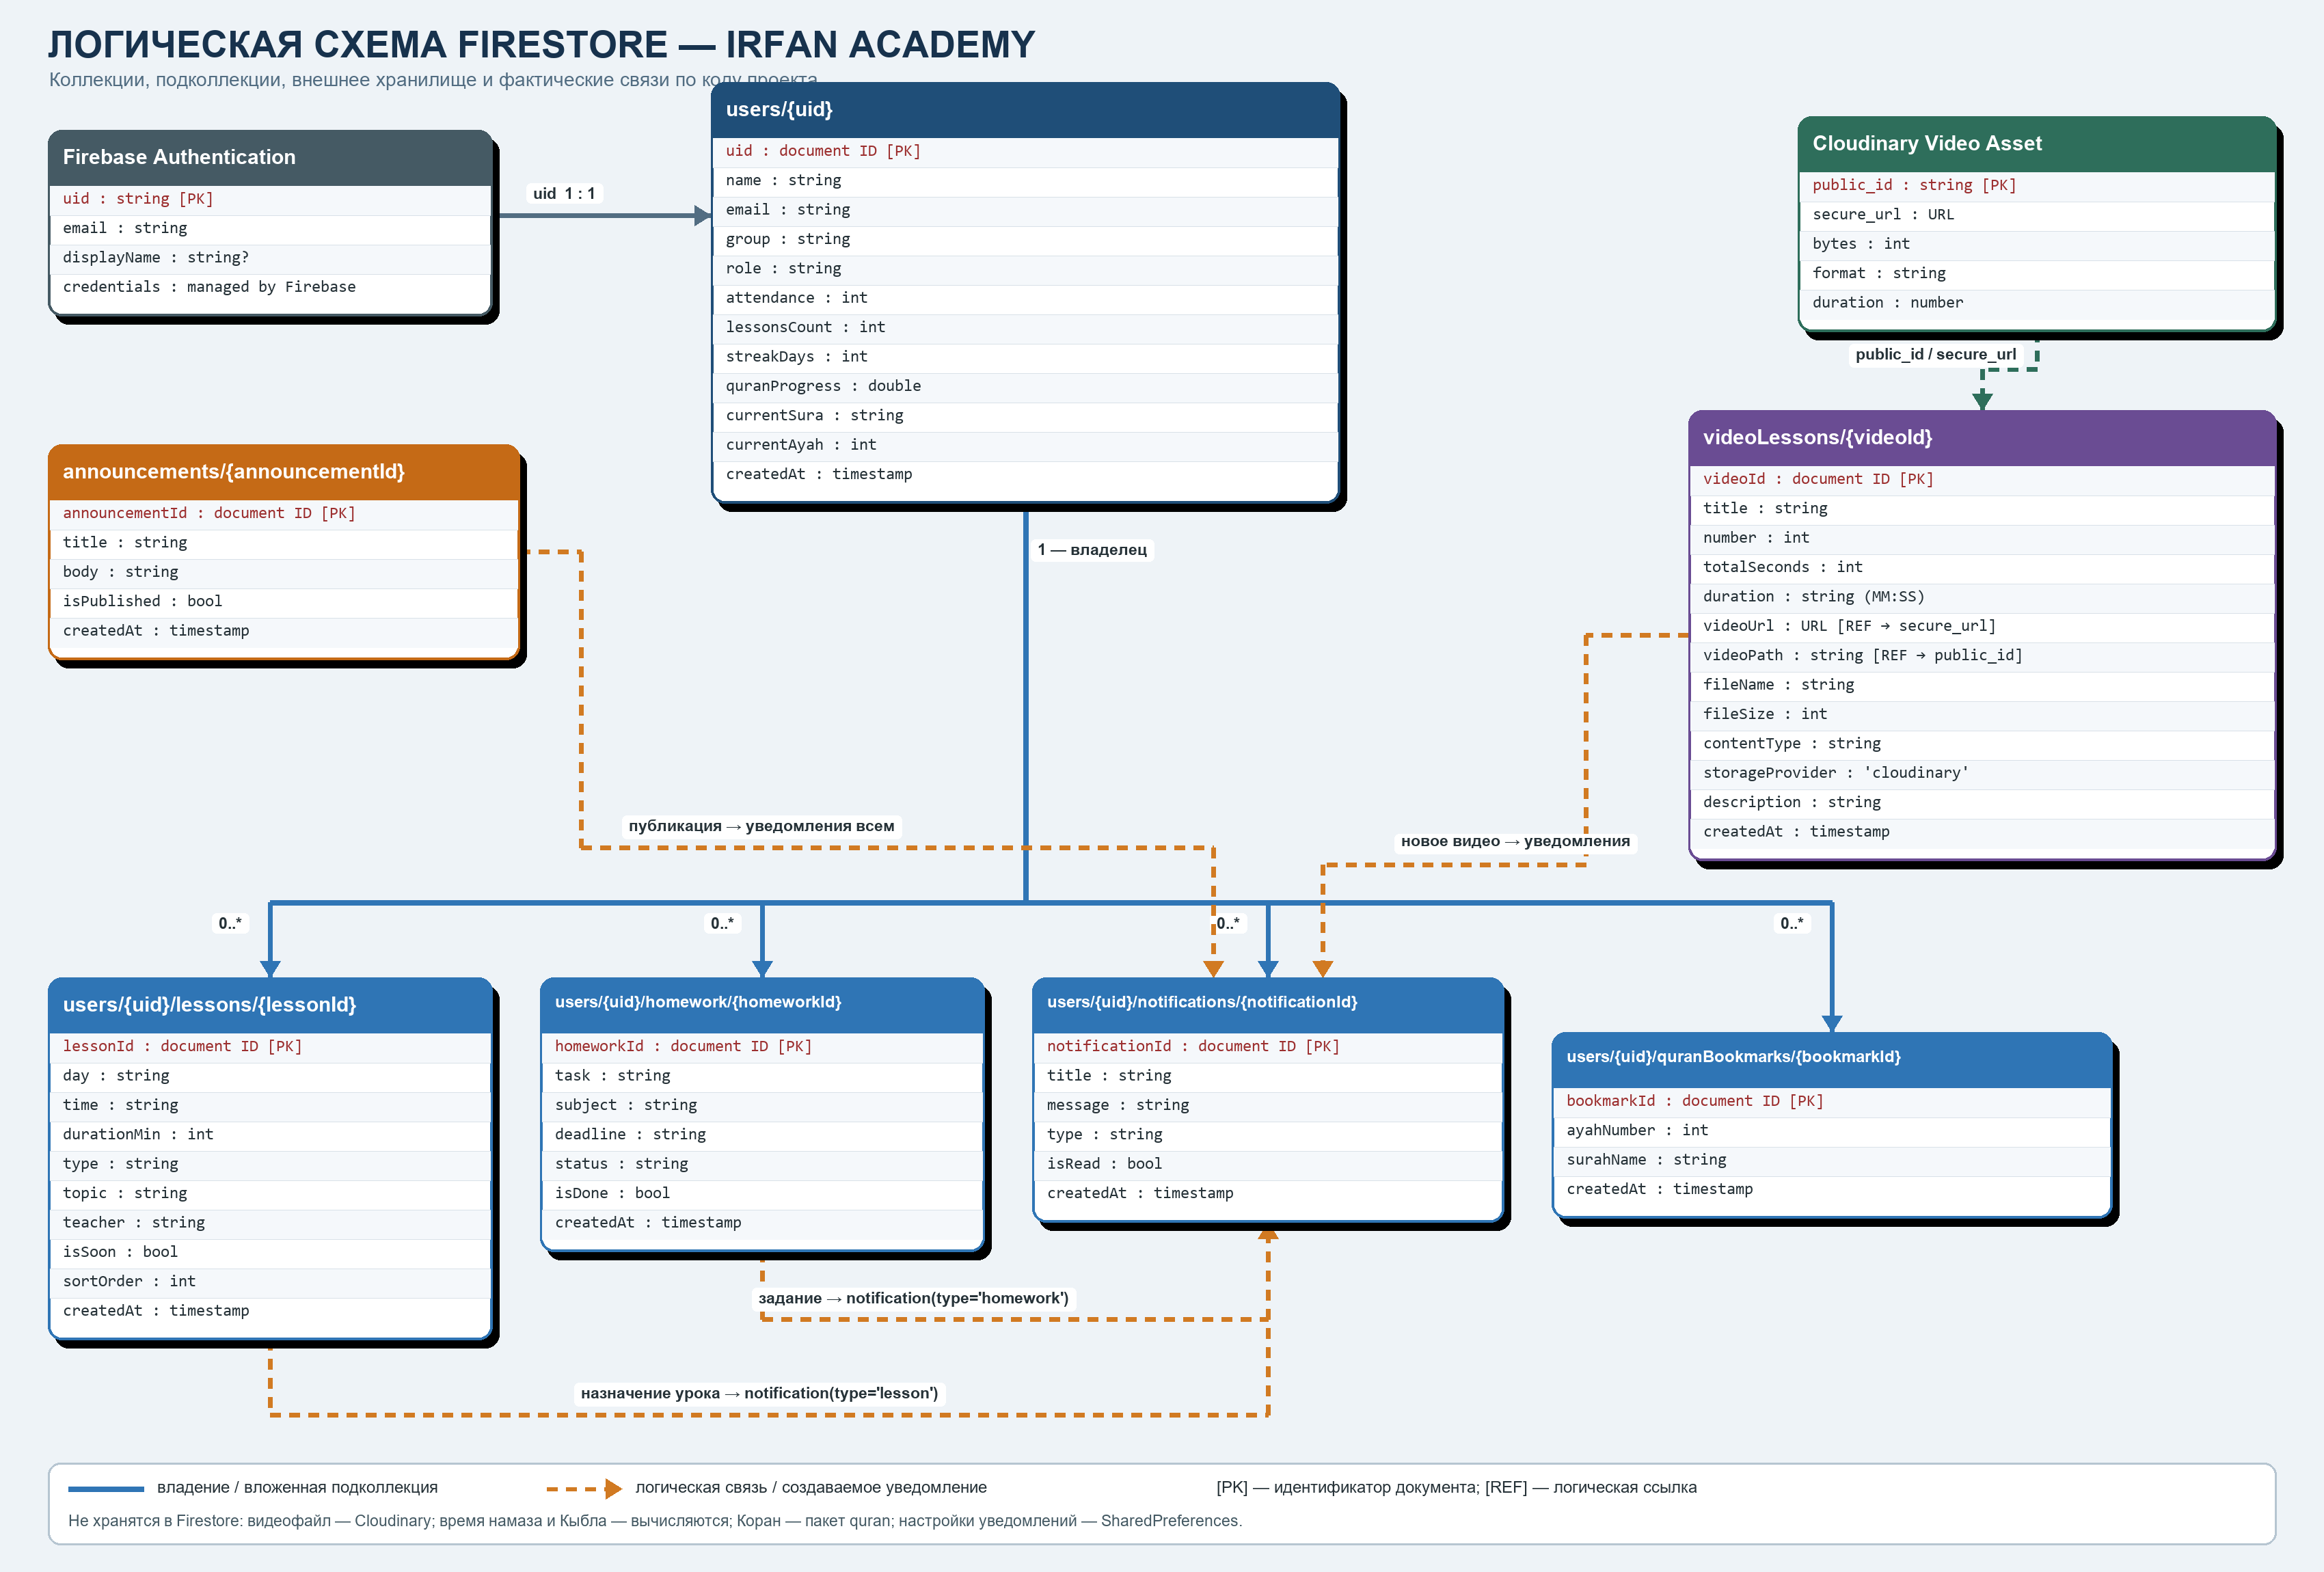 ЛОГИЧЕСКАЯ СХЕМА FIRESTORE — IRFAN ACADEMY
Коллекции, подколлекции, внешнее хранилище и фактические связи по коду проекта
Firebase Authentication
uid : string [PK]
email : string
displayName : string?
credentials : managed by Firebase
uid 1 : 1
users/{uid}
uid : document ID [PK]
name : string
email : string
group : string
role : string
attendance : int
lessonsCount : int
streakDays : int
quranProgress : double
currentSura : string
currentAyah : int
createdAt : timestamp
Cloudinary Video Asset
public_id : string [PK]
secure_url : URL
bytes : int
format : string
duration : number
public_id / secure_url
announcements/{announcementId}
announcementId : document ID [PK]
title : string
body : string
isPublished : bool
createdAt : timestamp
videoLessons/{videoId}
videoId : document ID [PK]
title : string
number : int
totalSeconds : int
duration : string (MM:SS)
videoUrl : URL [REF → secure_url]
videoPath : string [REF → public_id]
fileName : string
fileSize : int
contentType : string
storageProvider : 'cloudinary'
description : string
createdAt : timestamp
1 — владелец
публикация → уведомления всем
новое видео → уведомления
0..*
0..*
0..*
0..*
users/{uid}/lessons/{lessonId}
lessonId : document ID [PK]
day : string
time : string
durationMin : int
type : string
topic : string
teacher : string
isSoon : bool
sortOrder : int
createdAt : timestamp
users/{uid}/homework/{homeworkId}
homeworkId : document ID [PK]
task : string
subject : string
deadline : string
status : string
isDone : bool
createdAt : timestamp
users/{uid}/notifications/{notificationId}
notificationId : document ID [PK]
title : string
message : string
type : string
isRead : bool
createdAt : timestamp
users/{uid}/quranBookmarks/{bookmarkId}
bookmarkId : document ID [PK]
ayahNumber : int
surahName : string
createdAt : timestamp
задание → notification(type='homework')
назначение урока → notification(type='lesson')
владение / вложенная подколлекция
логическая связь / создаваемое уведомление
[PK] — идентификатор документа; [REF] — логическая ссылка
Не хранятся в Firestore: видеофайл — Cloudinary; время намаза и Кыбла — вычисляются; Коран — пакет quran; настройки уведомлений — SharedPreferences.